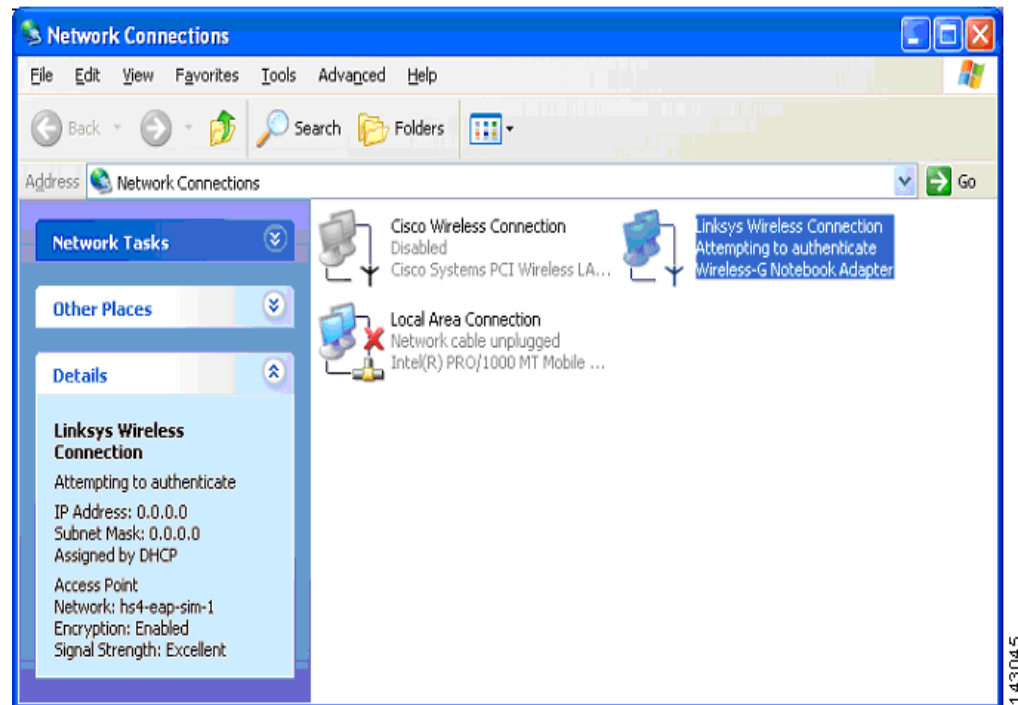 Network Connections
File Edit View Favorites Tools Advanced Help
Back Search Folders
Address Network Connections Go
Network Tasks
Other Places
Details
Linksys Wireless
Connection
Attempting to authenticate
IP Address: 0.0.0.0
Subnet Mask: 0.0.0.0
Assigned by DHCP
Access Point
Network: hs4-eap-sim-1
Encryption: Enabled
Signal Strength: Excellent
Cisco Wireless Connection
Disabled
Cisco Systems PCI Wireless LA...
Linksys Wireless Connection
Attempting to authenticate
Wireless-G Notebook Adapter
Local Area Connection
Network cable unplugged
Intel(R) PRO/1000 MT Mobile ...
143045